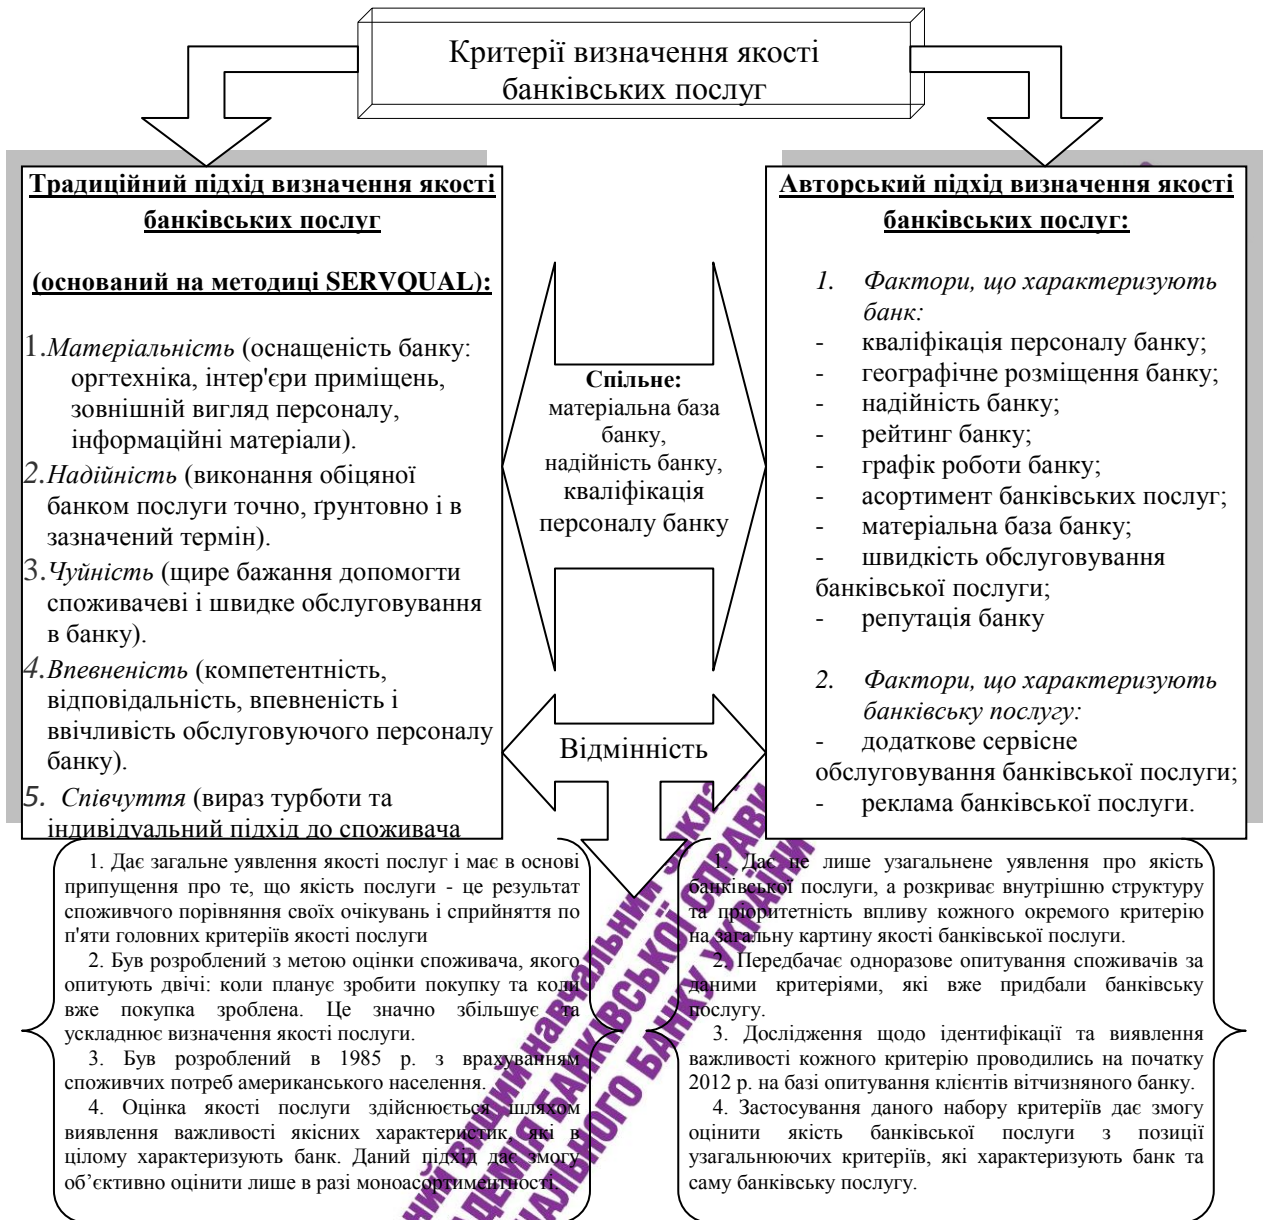 Критерії визначення якості
банківських послуг
Традиційний підхід визначення якості
банківських послуг
(оснований на методиці SERVQUAL):
1.Матеріальність (оснащеність банку:
оргтехніка, інтер'єри приміщень,
зовнішній вигляд персоналу,
інформаційні матеріали).
2.Надійність (виконання обіцяної
банком послуги точно, ґрунтовно і в
зазначений термін).
3.Чуйність (щире бажання допомогти
споживачеві і швидке обслуговування
в банку).
4.Впевненість (компетентність,
відповідальність, впевненість і
ввічливість обслуговуючого персоналу
банку).
5. Співчуття (вираз турботи та
індивідуальний підхід до споживача
Спільне:
матеріальна база
банку,
надійність банку,
кваліфікація
персоналу банку
Відмінність
Авторський підхід визначення якості
банківських послуг:
1. Фактори, що характеризують
банк:
- кваліфікація персоналу банку;
- географічне розміщення банку;
- надійність банку;
- рейтинг банку;
- графік роботи банку;
- асортимент банківських послуг;
- матеріальна база банку;
- швидкість обслуговування
банківської послуги;
- репутація банку
2. Фактори, що характеризують
банківську послугу:
- додаткове сервісне
обслуговування банківської послуги;
- реклама банківської послуги.
1. Дає загальне уявлення якості послуг і має в основі
припущення про те, що якість послуги - це результат
споживчого порівняння своїх очікувань і сприйняття по
п'яти головних критеріїв якості послуги
2. Був розроблений з метою оцінки споживача, якого
опитують двічі: коли планує зробити покупку та коли
вже покупка зроблена. Це значно збільшує та
ускладнює визначення якості послуги.
3. Був розроблений в 1985 р. з врахуванням
споживчих потреб американського населення.
4. Оцінка якості послуги здійснюється шляхом
виявлення важливості якісних характеристик, які в
цілому характеризують банк. Даний підхід дає змогу
об’єктивно оцінити лише в разі моноасортиментності.
1. Дає не лише узагальнене уявлення про якість
банківської послуги, а розкриває внутрішню структуру
та пріоритетність впливу кожного окремого критерію
на загальну картину якості банківської послуги.
2. Передбачає одноразове опитування споживачів за
даними критеріями, які вже придбали банківську
послугу.
3. Дослідження щодо ідентифікації та виявлення
важливості кожного критерію проводились на початку
2012 р. на базі опитування клієнтів вітчизняного банку.
4. Застосування даного набору критеріїв дає змогу
оцінити якість банківської послуги з позиції
узагальнюючих критеріїв, які характеризують банк та
саму банківську послугу.
вищий навчальний
БАНКІВСЬКОЇ СПРАВИ
БАНКУ УКРАЇНИ